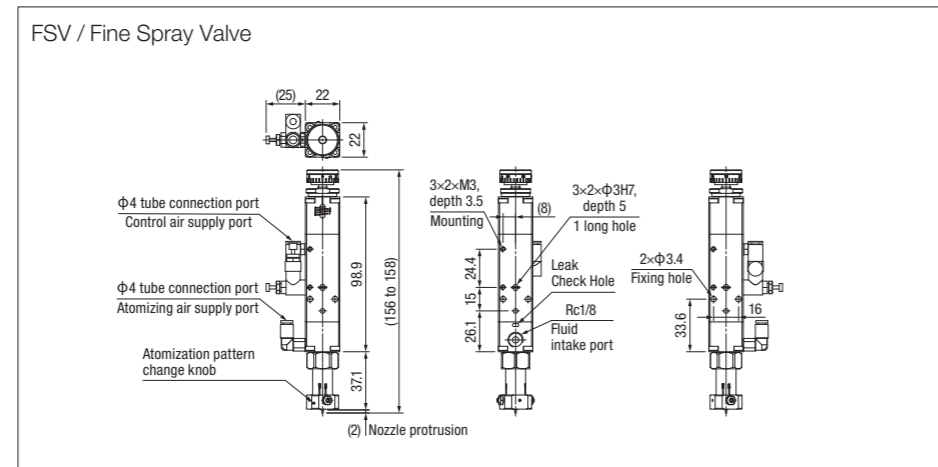 FSV / Fine Spray Valve
(25)
22
22
Φ4 tube connection port
Control air supply port
Φ4 tube connection port
Atomizing air supply port
Atomization pattern
change knob
98.9
(156 to 158)
37.1
(2) Nozzle protrusion
3×2×M3,
depth 3.5
Mounting
(8)
3×2×Φ3H7,
depth 5
1 long hole
24.4
15
26.1
Leak
Check Hole
Rc1/8
Fluid
intake port
2×Φ3.4
Fixing hole
16
33.6